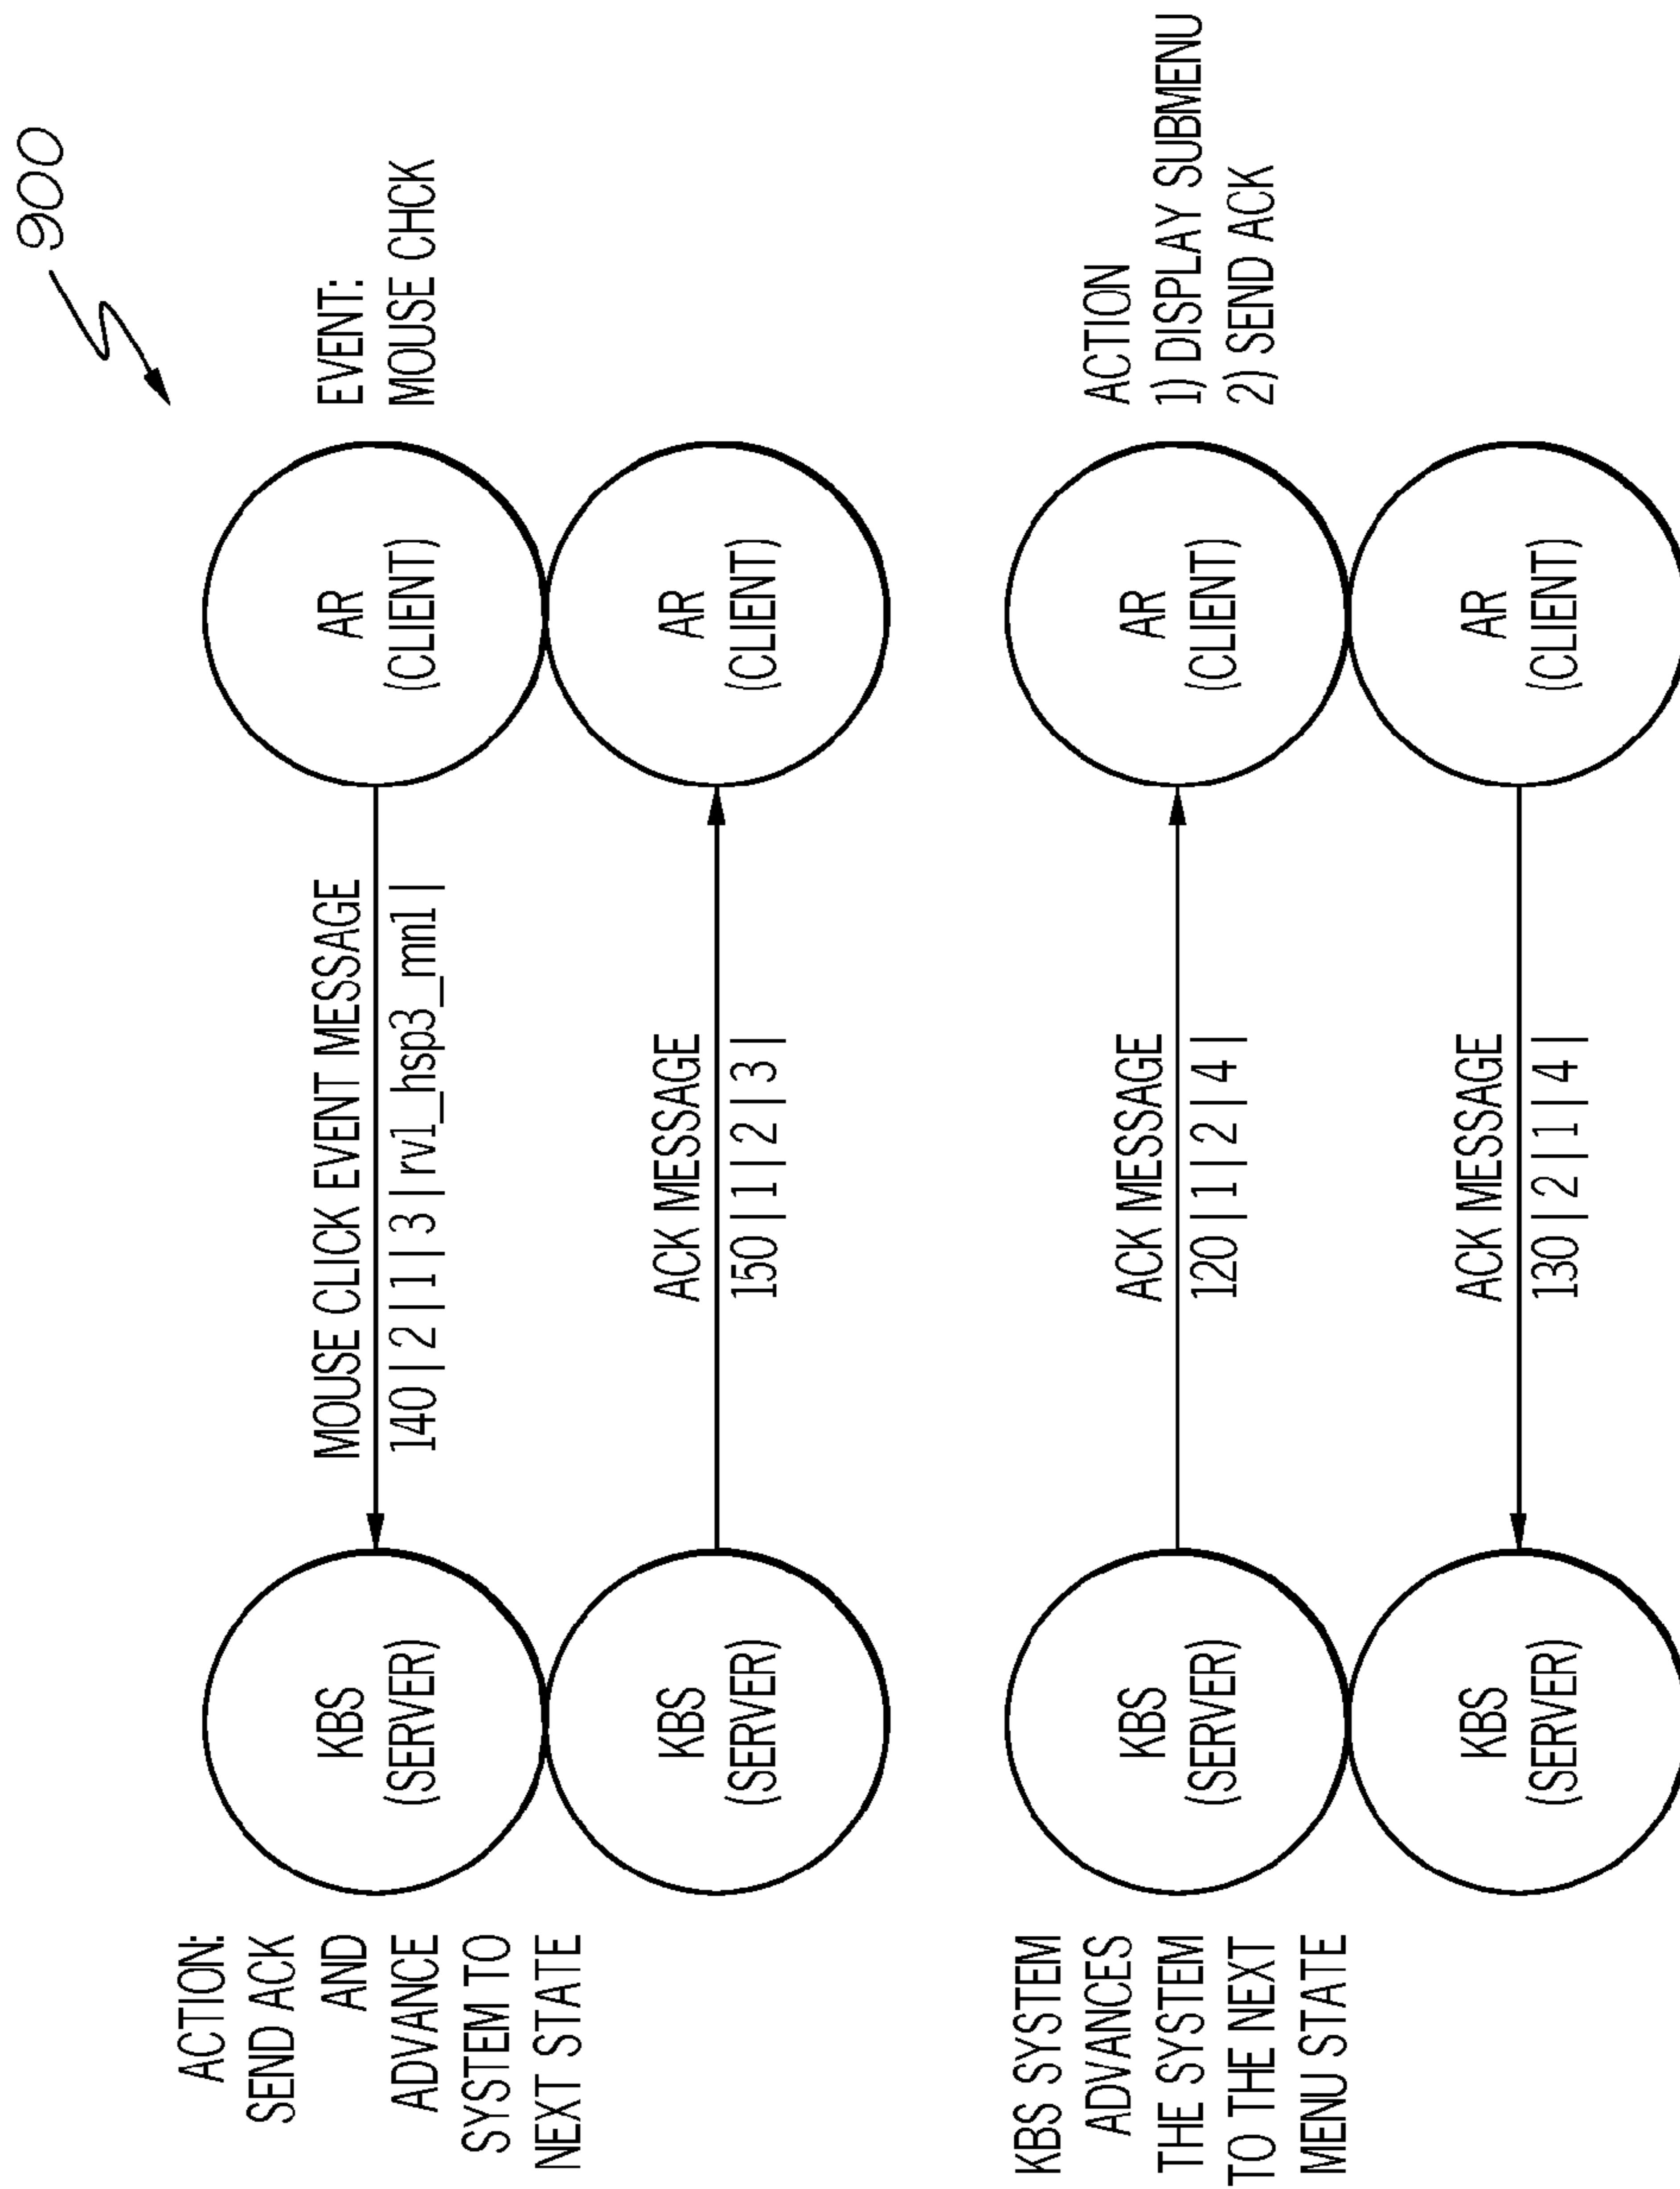 900
ACTION:
SEND ACK
AND
ADVANCE
SYSTEM TO
NEXT STATE
KBS
(SERVER)
MOUSE CLICK EVENT MESSAGE
140 | 2 | 1 | 3 | rv1_hsp3_mn1 |
AR
(CLIENT)
EVENT:
MOUSE CHCK
KBS
(SERVER)
ACK MESSAGE
150 | 1 | 2 | 3 |
AR
(CLIENT)
KBS SYSTEM
ADVANCES
THE SYSTEM
TO THE NEXT
MENU STATE
KBS
(SERVER)
ACK MESSAGE
120 | 1 | 2 | 4 |
AR
(CLIENT)
ACTION
1) DISPLAY SUBMENU
2) SEND ACK
KBS
(SERVER)
ACK MESSAGE
130 | 2 | 1 | 4 |
AR
(CLIENT)